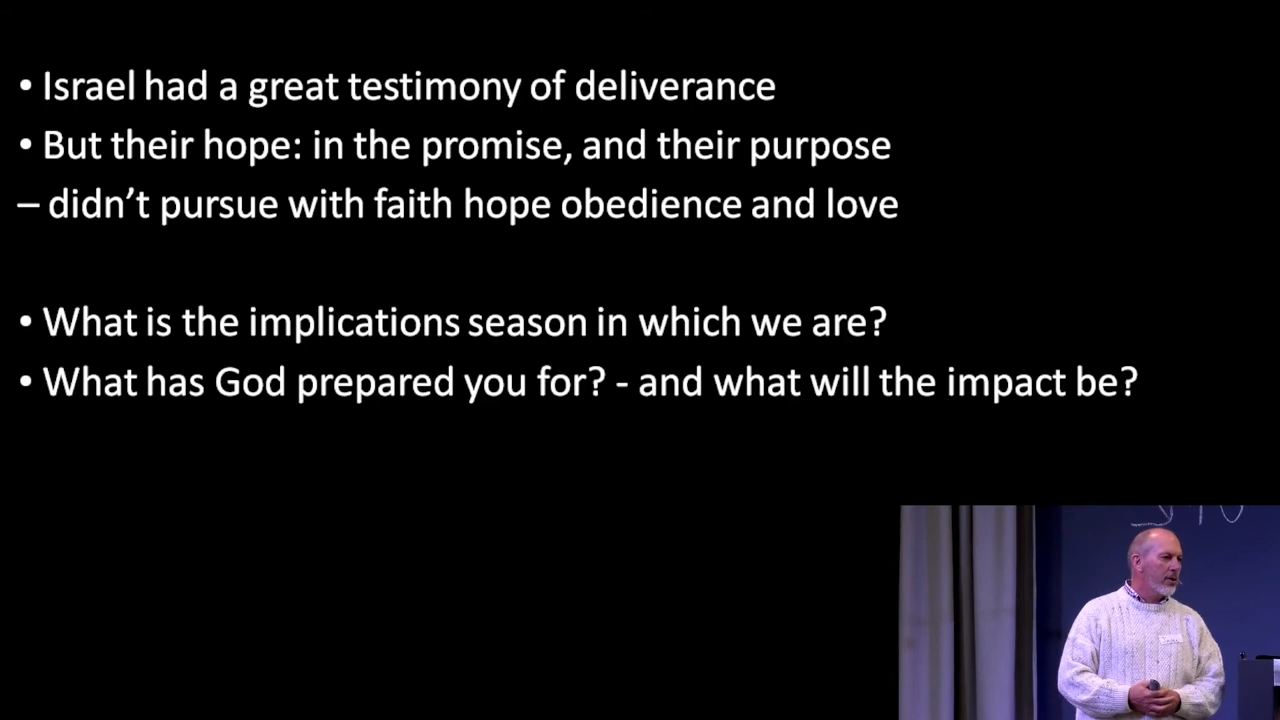 • Israel had a great testimony of deliverance
• But their hope: in the promise, and their purpose
– didn’t pursue with faith hope obedience and love
• What is the implications season in which we are?
• What has God prepared you for? - and what will the impact be?